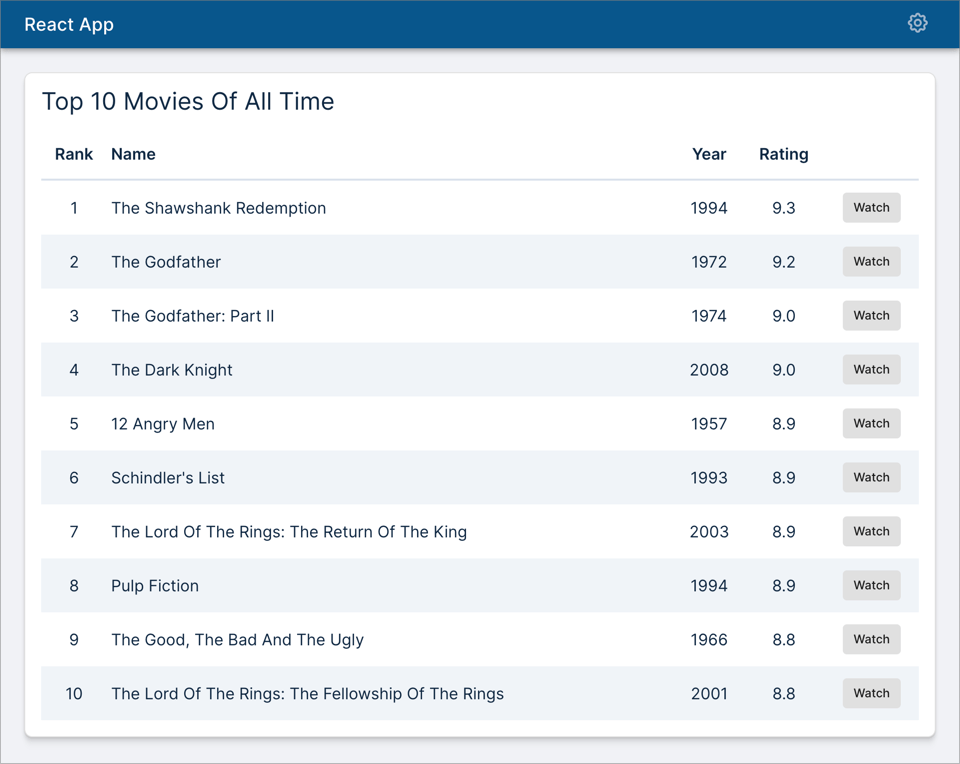 React App
Top 10 Movies Of All Time
Rank Name Year Rating
1 The Shawshank Redemption 1994 9.3 Watch
2 The Godfather 1972 9.2 Watch
3 The Godfather: Part II 1974 9.0 Watch
4 The Dark Knight 2008 9.0 Watch
5 12 Angry Men 1957 8.9 Watch
6 Schindler's List 1993 8.9 Watch
7 The Lord Of The Rings: The Return Of The King 2003 8.9 Watch
8 Pulp Fiction 1994 8.9 Watch
9 The Good, The Bad And The Ugly 1966 8.8 Watch
10 The Lord Of The Rings: The Fellowship Of The Rings 2001 8.8 Watch